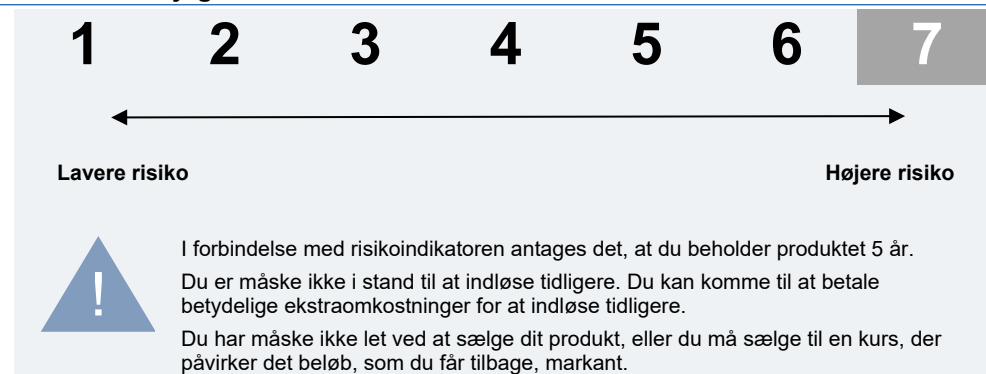 1 2 3 4 5 6 7
Lavere risiko Højere risiko
!
I forbindelse med risikoindikatoren antages det, at du beholder produktet 5 år.
Du er måske ikke i stand til at indløse tidligere. Du kan komme til at betale
betydelige ekstraomkostninger for at indløse tidligere.
Du har måske ikke let ved at sælge dit produkt, eller du må sælge til en kurs, der
påvirker det beløb, som du får tilbage, markant.